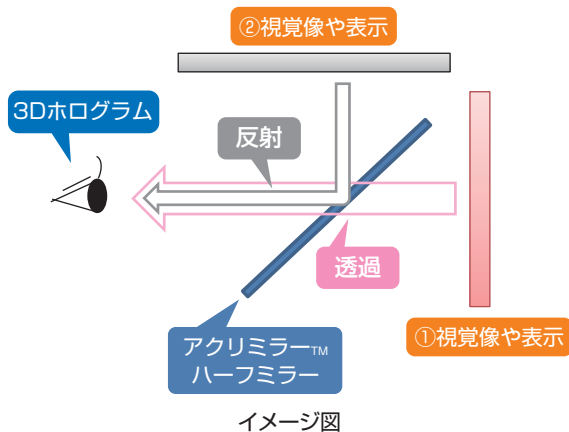 ②視覚像や表示
3Dホログラム
反射
透過
①視覚像や表示
アクリミラー™
ハーフミラー
イメージ図